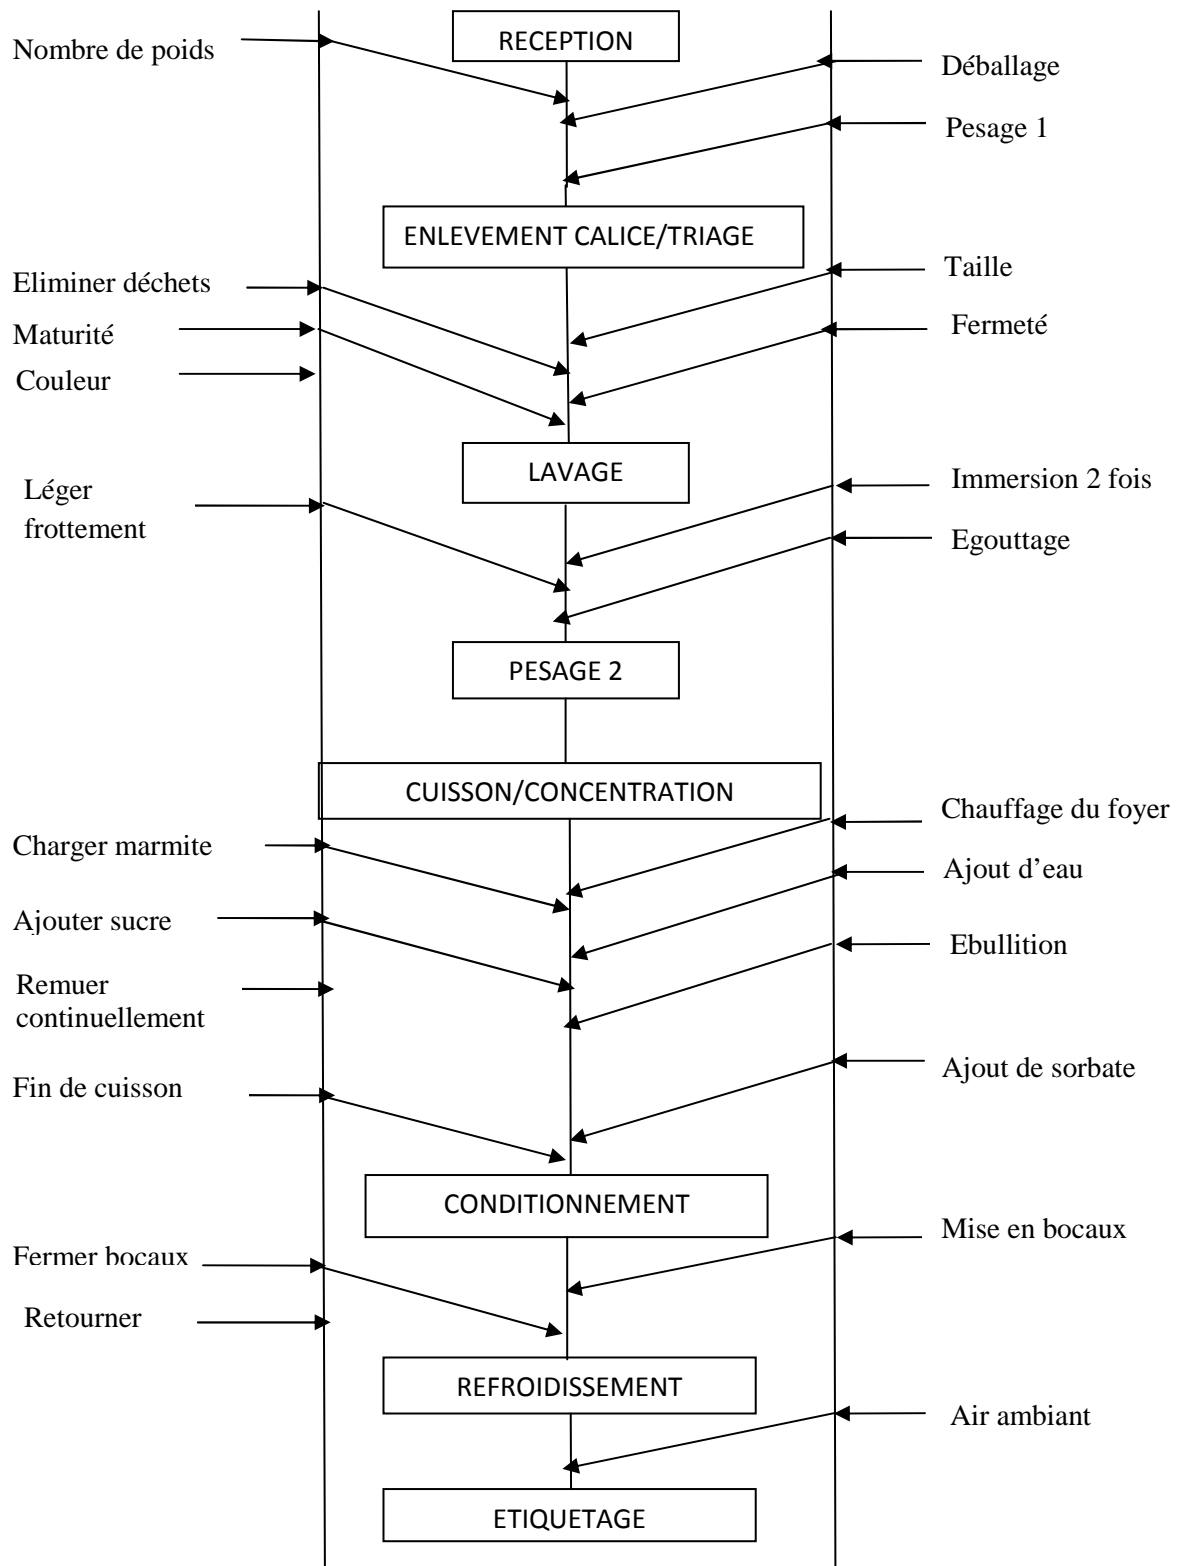 RECEPTION
Nombre de poids
Déballage
Pesage 1
ENLEVEMENT CALICE/TRIAGE
Taille
Eliminer déchets
Maturité
Fermeté
Couleur
LAVAGE
Immersion 2 fois
Léger
frottement
Egouttage
PESAGE 2
CUISSON/CONCENTRATION
Chauffage du foyer
Charger marmite
Ajout d’eau
Ajouter sucre
Ebullition
Remuer
continuellement
Ajout de sorbate
Fin de cuisson
CONDITIONNEMENT
Mise en bocaux
Fermer bocaux
Retourner
REFROIDISSEMENT
Air ambiant
ETIQUETAGE